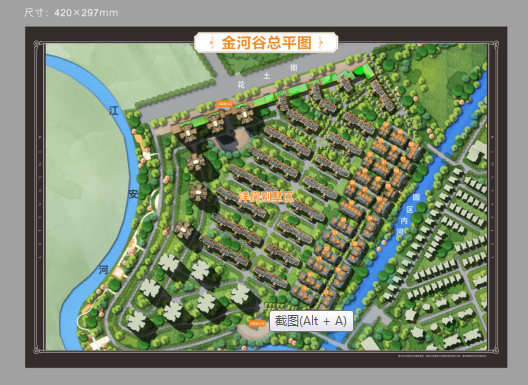 尺寸：420×297mm
金河谷总平图
花土街
江安河
洋房别墅区
园区内河
截图(Alt + A)